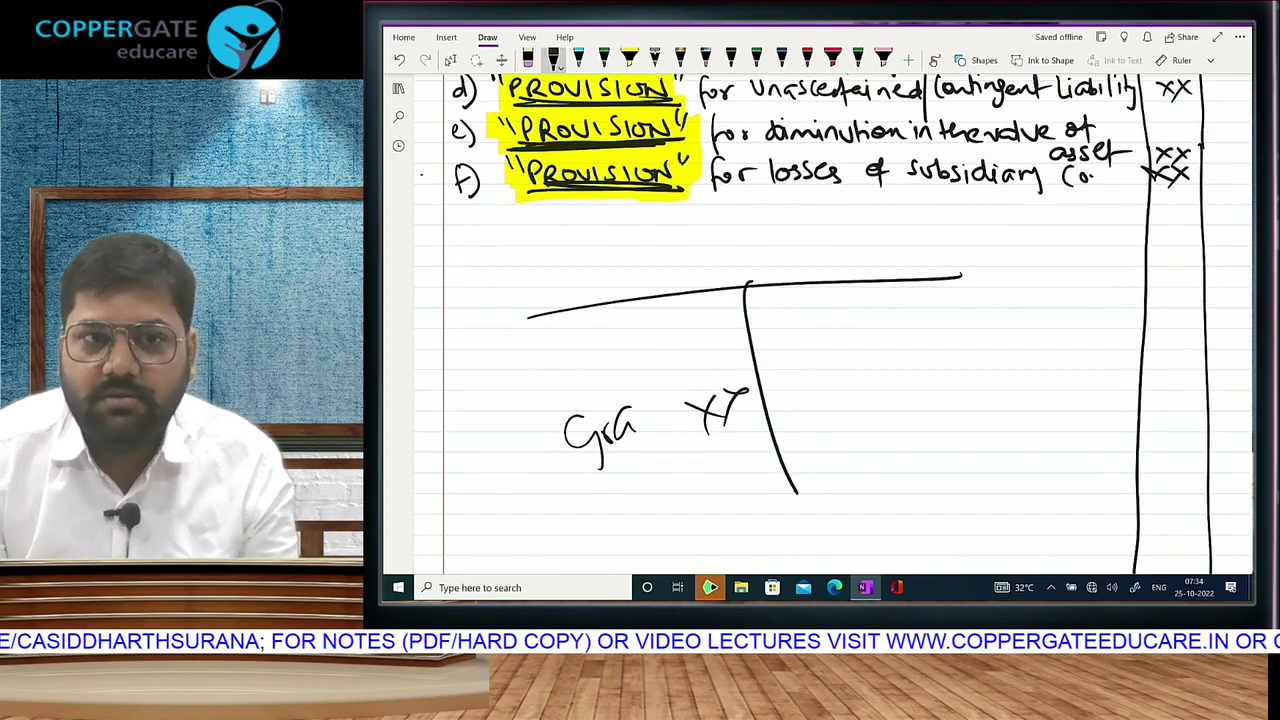 COPPERGATE
educare
Home Insert Draw View Help
Saved offline
Share
Shapes
Ink to Shape
Ink to Text
Ruler
d) "PROVISION" for Unascertained/Contingent Liability XX
e) "PROVISION" for diminution in the value of
asset XX
f) "PROVISION" for losses of subsidiary Co. XX
XX
Type here to search
32°C
ENG
07:34
25-10-2022
E/CASIDDHARTHSURANA; FOR NOTES (PDF/HARD COPY) OR VIDEO LECTURES VISIT WWW.COPPERGATEEDUCARE.IN OR